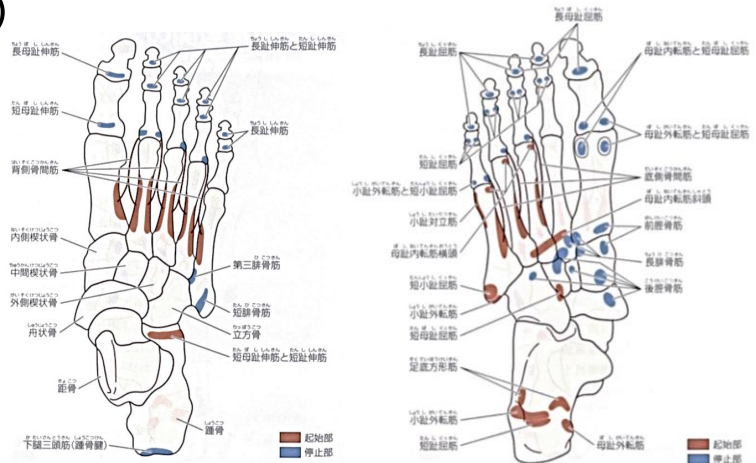 )
長母趾伸筋
長趾伸筋と短趾伸筋
短母趾伸筋
長趾伸筋
背側骨間筋
内側楔状骨
中間楔状骨
外側楔状骨
舟状骨
距骨
第三腓骨筋
短腓骨筋
立方骨
短母趾伸筋と短趾伸筋
踵骨
下腿三頭筋(踵骨腱)
起始部
停止部
長母趾屈筋
長趾屈筋
母趾内転筋と短母趾屈筋
母趾外転筋と短母趾屈筋
短趾屈筋
底側骨間筋
小趾外転筋と短小趾屈筋
母趾内転筋斜頭
小趾対立筋
前脛骨筋
母趾内転筋横頭
長腓骨筋
短小趾屈筋
後脛骨筋
小趾外転筋
短母趾屈筋
足底方形筋
小趾外転筋
短趾屈筋
母趾外転筋
起始部
停止部